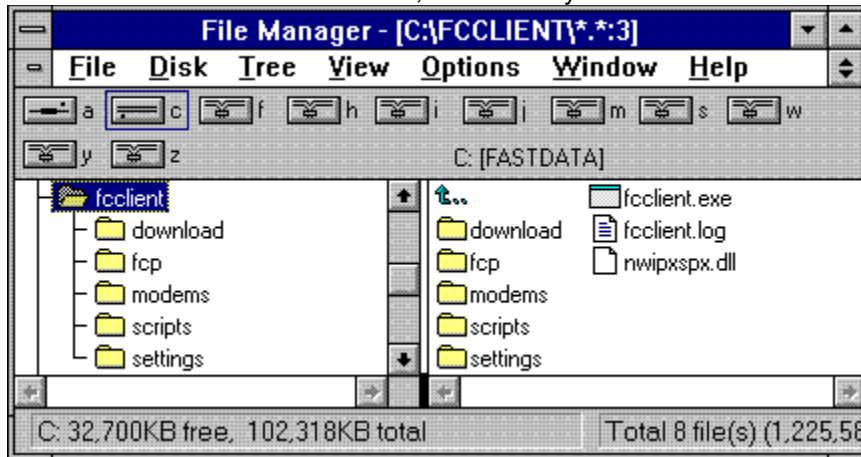 File Manager - [C:\FCCLIENT\*.*:3]
File Disk Tree View Options Window Help
a c f h i j m s w
y z C: [FASTDATA]
fcclient
download
fcp
modems
scripts
settings
..
download
fcp
modems
scripts
settings
fcclient.exe
fcclient.log
nwipxspx.dll
C: 32,700KB free, 102,318KB total Total 8 file(s) (1,225,58